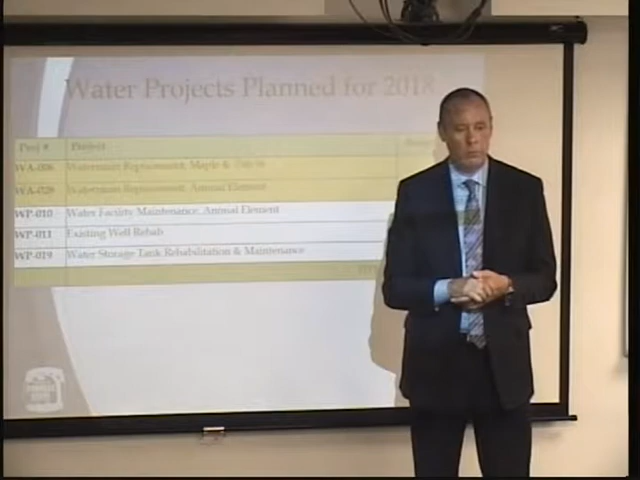 Water Projects Planned for 2018
Proj # Project
WA-006 Watermain Replacement, Maple &
WA-028 Watermain Replacement, Annual Element
WP-010 Water Facility Maintenance, Annual Element
WP-011 Existing Well Rehab
WP-019 Water Storage Tank Rehabilitation & Maintenance